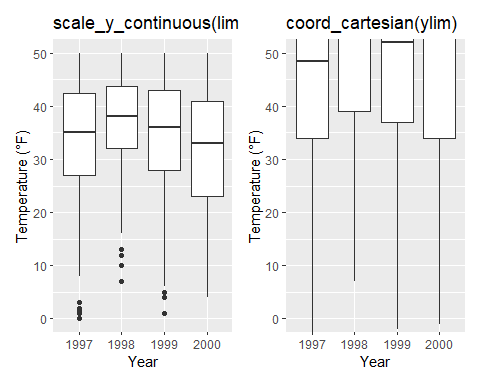 scale_y_continuous(lim
coord_cartesian(ylim)
Temperature (°F)
50
40
30
20
10
0
1997 1998 1999 2000
Year
Temperature (°F)
50
40
30
20
10
0
1997 1998 1999 2000
Year